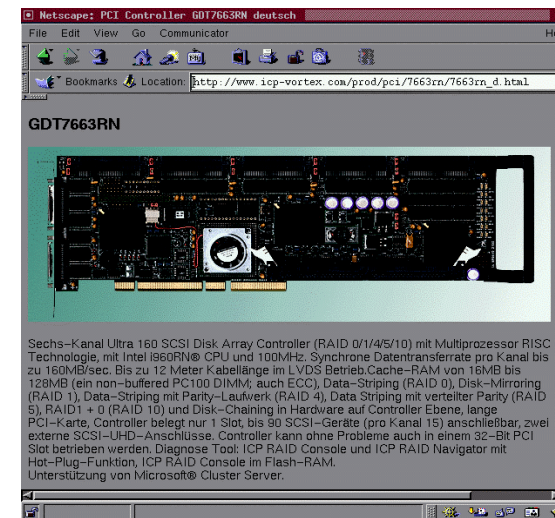 Netscape: PCI Controller GDT7663RN deutsch
File Edit View Go Communicator
Bookmarks Location: http://www.icp-vortex.com/prod/pci/7663rn/7663rn_d.html
GDT7663RN
Sechs-Kanal Ultra 160 SCSI Disk Array Controller (RAID 0/1/4/5/10) mit Multiprozessor RISC
Technologie, mit Intel i960RN® CPU und 100MHz. Synchrone Datentransferrate pro Kanal bis
zu 160MB/sec. Bis zu 12 Meter Kabellänge im LVDS Betrieb.Cache-RAM von 16MB bis
128MB (ein non-buffered PC100 DIMM; auch ECC), Data-Striping (RAID 0), Disk-Mirroring
(RAID 1), Data-Striping mit Parity-Laufwerk (RAID 4), Data Striping mit verteilter Parity (RAID
5), RAID1 + 0 (RAID 10) und Disk-Chaining in Hardware auf Controller Ebene, lange
PCI-Karte, Controller belegt nur 1 Slot, bis 90 SCSI-Geräte (pro Kanal 15) anschließbar, zwei
externe SCSI-UHD-Anschlüsse. Controller kann ohne Probleme auch in einem 32-Bit PCI
Slot betrieben werden. Diagnose Tool: ICP RAID Console und ICP RAID Navigator mit
Hot-Plug-Funktion, ICP RAID Console im Flash-RAM.
Unterstützung von Microsoft® Cluster Server.